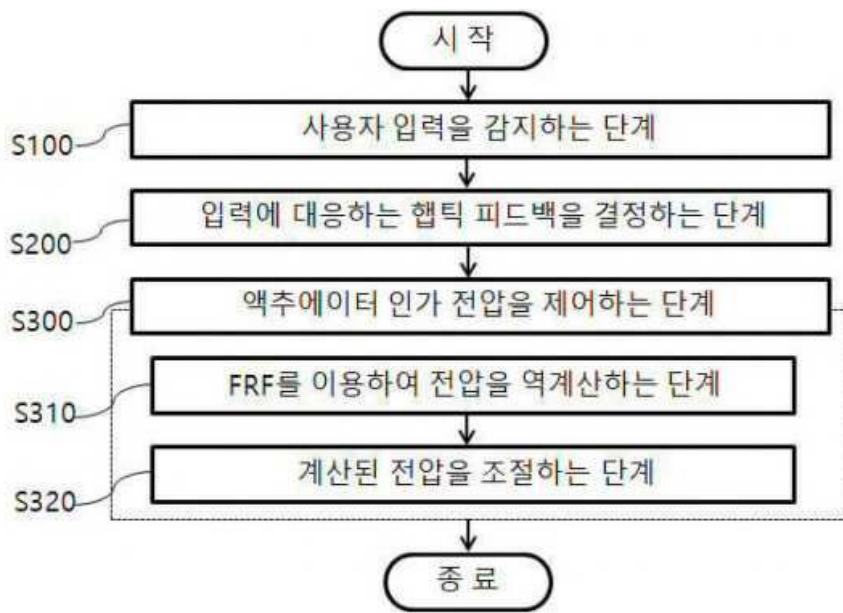 시 작
S100 사용자 입력을 감지하는 단계
S200 입력에 대응하는 햅틱 피드백을 결정하는 단계
S300 액추에이터 인가 전압을 제어하는 단계
S310 FRF를 이용하여 전압을 역계산하는 단계
S320 계산된 전압을 조절하는 단계
종 료